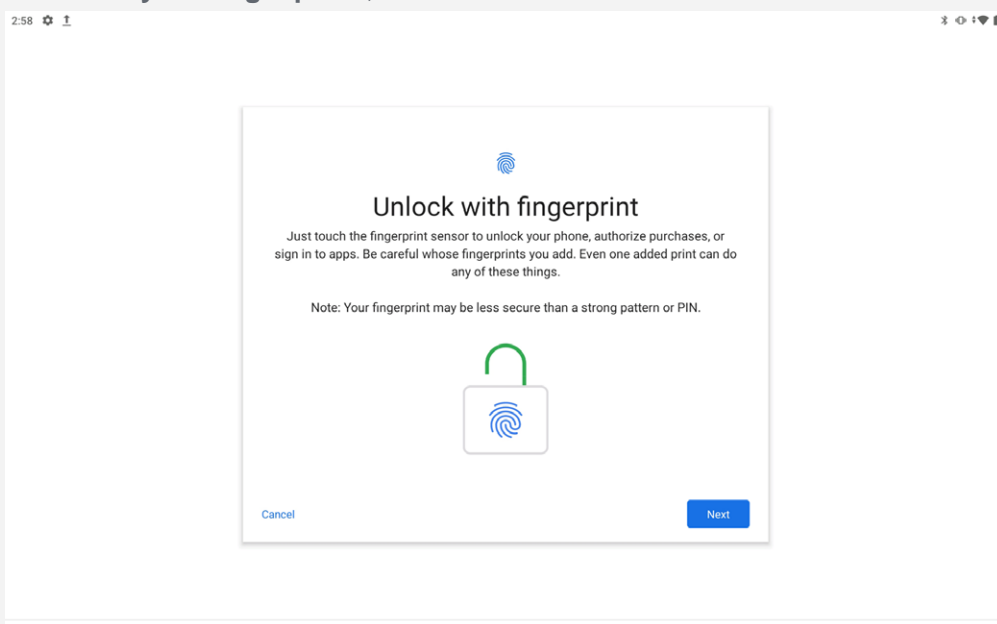 2:58
Unlock with fingerprint
Just touch the fingerprint sensor to unlock your phone, authorize purchases, or
sign in to apps. Be careful whose fingerprints you add. Even one added print can do
any of these things.
Note: Your fingerprint may be less secure than a strong pattern or PIN.
Cancel
Next